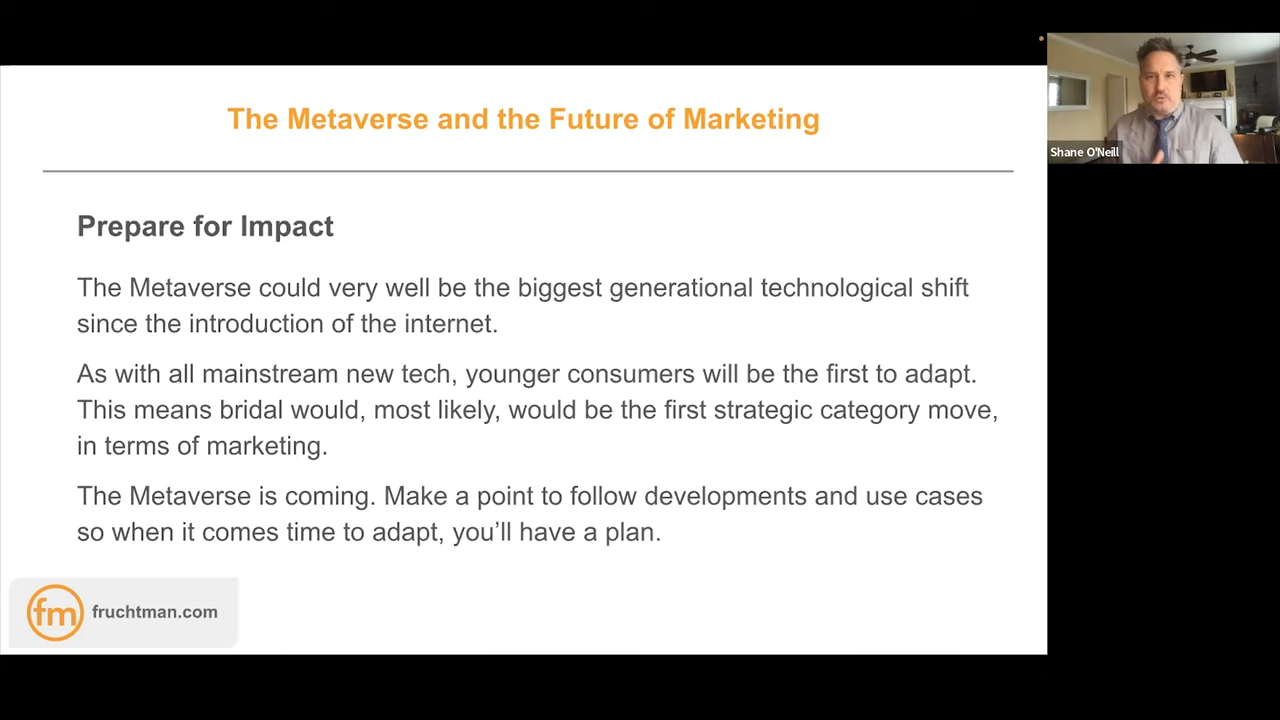 The Metaverse and the Future of Marketing
Shane O'Neill
Prepare for Impact
The Metaverse could very well be the biggest generational technological shift
since the introduction of the internet.
As with all mainstream new tech, younger consumers will be the first to adapt.
This means bridal would, most likely, would be the first strategic category move,
in terms of marketing.
The Metaverse is coming. Make a point to follow developments and use cases
so when it comes time to adapt, you’ll have a plan.
fm fruchtman.com